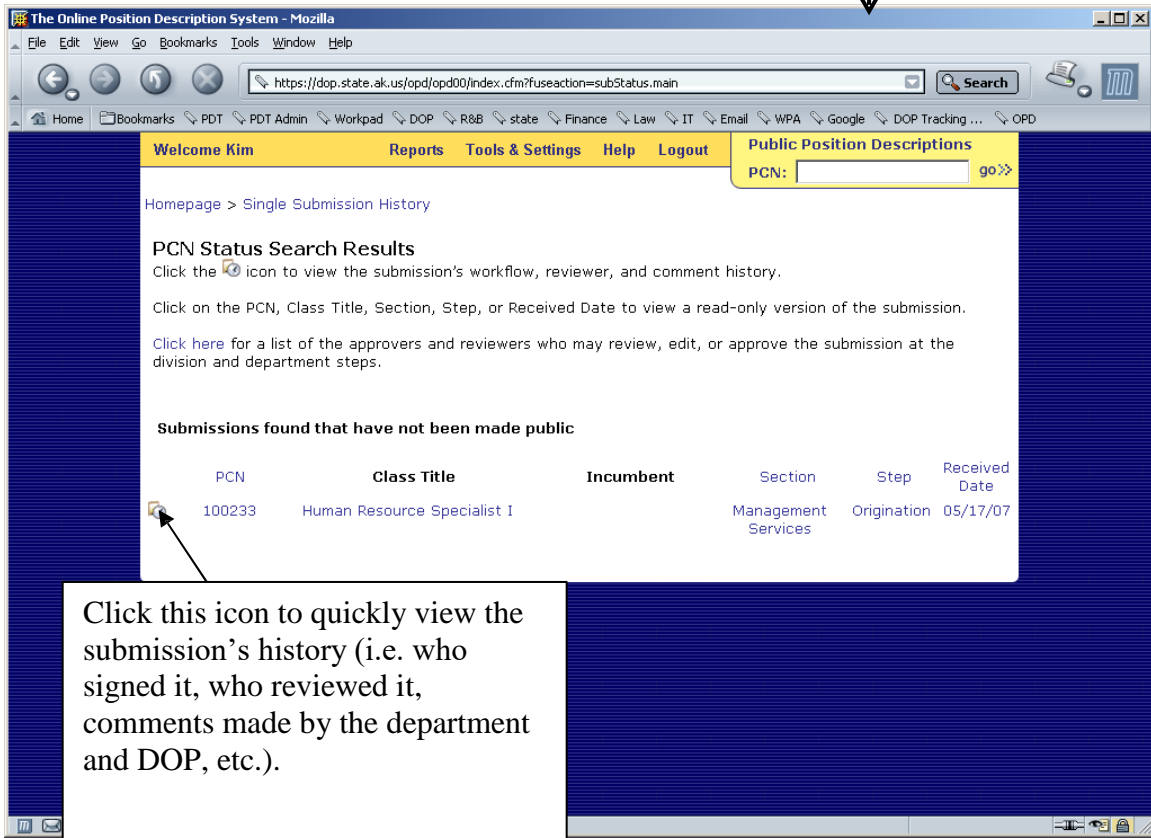 The Online Position Description System - Mozilla
File Edit View Go Bookmarks Tools Window Help
https://dop.state.ak.us/opd/opd00/index.cfm?fuseaction=subStatus.main Search
Home Bookmarks PDT PDT Admin Workpad DOP R&B state Finance Law IT Email WPA Google DOP Tracking ... OPD
Welcome Kim Reports Tools & Settings Help Logout Public Position Descriptions
PCN: go
Homepage > Single Submission History
PCN Status Search Results
Click the icon to view the submission's workflow, reviewer, and comment history.
Click on the PCN, Class Title, Section, Step, or Received Date to view a read-only version of the submission.
Click here for a list of the approvers and reviewers who may review, edit, or approve the submission at the
division and department steps.
Submissions found that have not been made public
PCN Class Title Incumbent Section Step Received
Date
100233 Human Resource Specialist I Management Origination 05/17/07
Services
Click this icon to quickly view the
submission’s history (i.e. who
signed it, who reviewed it,
comments made by the department
and DOP, etc.).